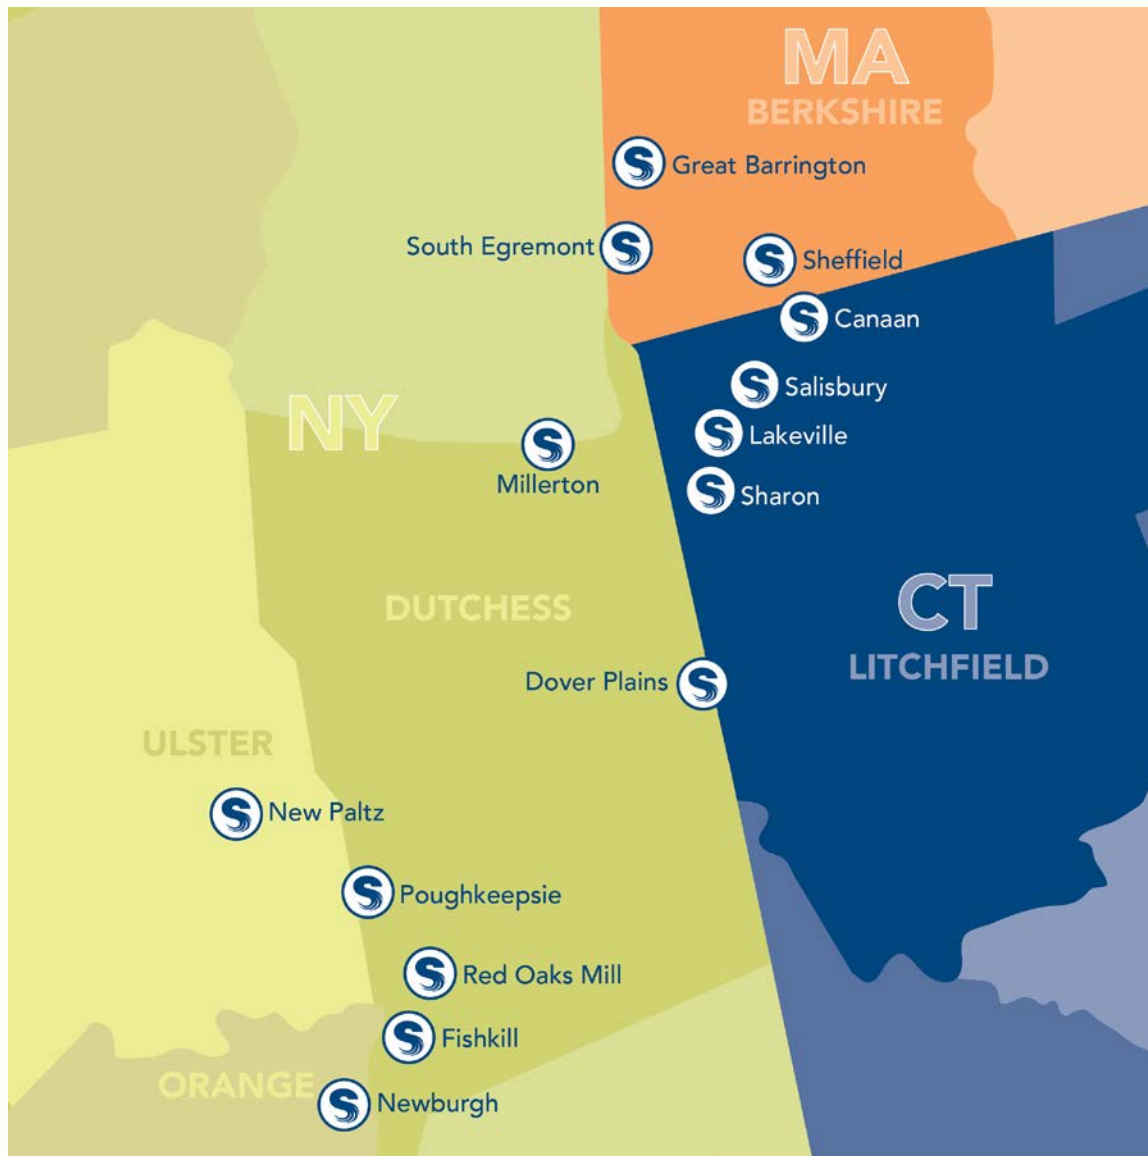 MA
BERKSHIRE
Great Barrington
South Egremont
Sheffield
Canaan
Salisbury
NY
Lakeville
Millerton
Sharon
DUTCHESS
CT
LITCHFIELD
Dover Plains
ULSTER
New Paltz
Poughkeepsie
Red Oaks Mill
Fishkill
ORANGE
Newburgh